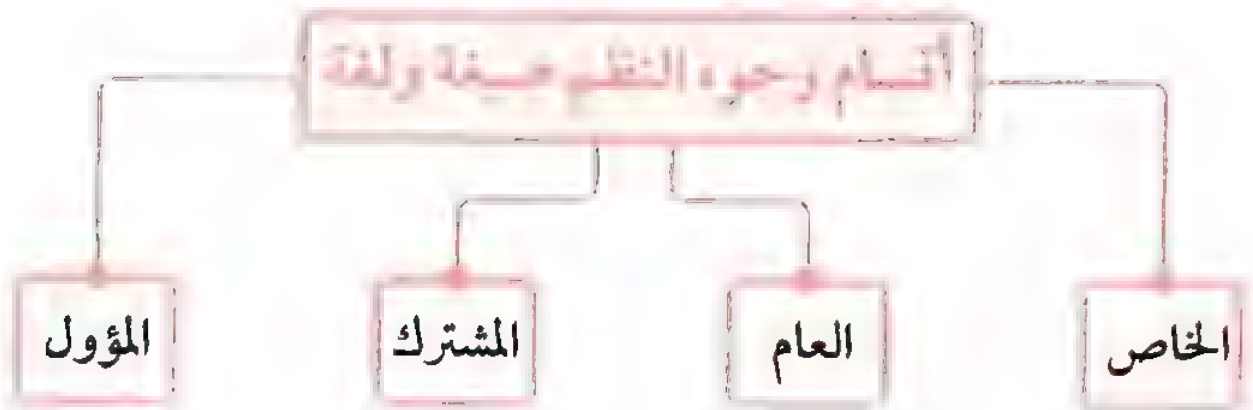 أقسام وجوه النظم صيغة ولغة
الخاص
العام
المشترك
المؤول